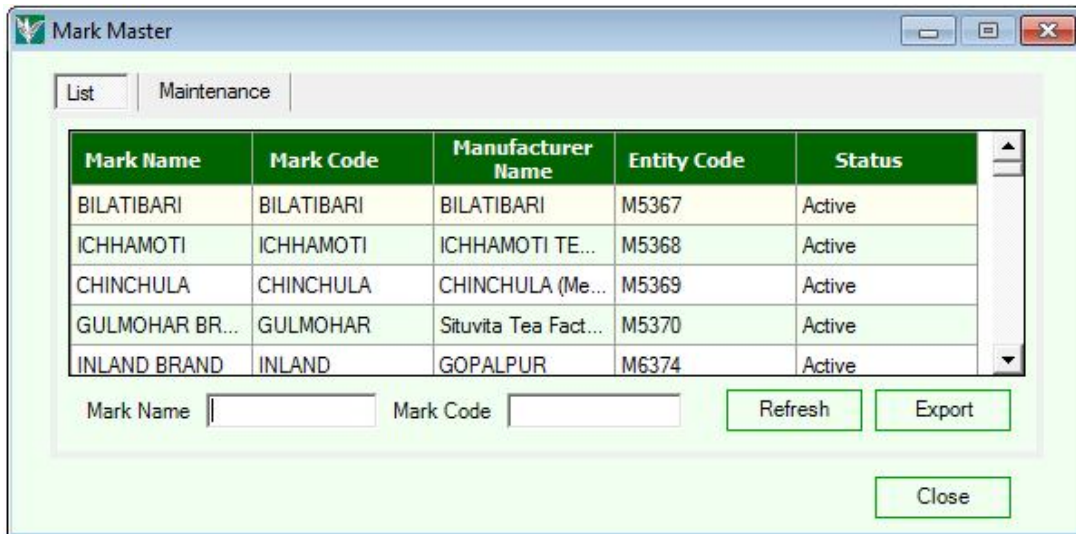 Mark Master
List Maintenance
Mark Name Mark Code Manufacturer Name Entity Code Status
BILATIBARI BILATIBARI BILATIBARI M5367 Active
ICHHAMOTI ICHHAMOTI ICHHAMOTI TE... M5368 Active
CHINCHULA CHINCHULA CHINCHULA (Me... M5369 Active
GULMOHAR BR... GULMOHAR Situvita Tea Fact... M5370 Active
INLAND BRAND INLAND GOPALPUR M6374 Active
Mark Name Mark Code Refresh Export
Close